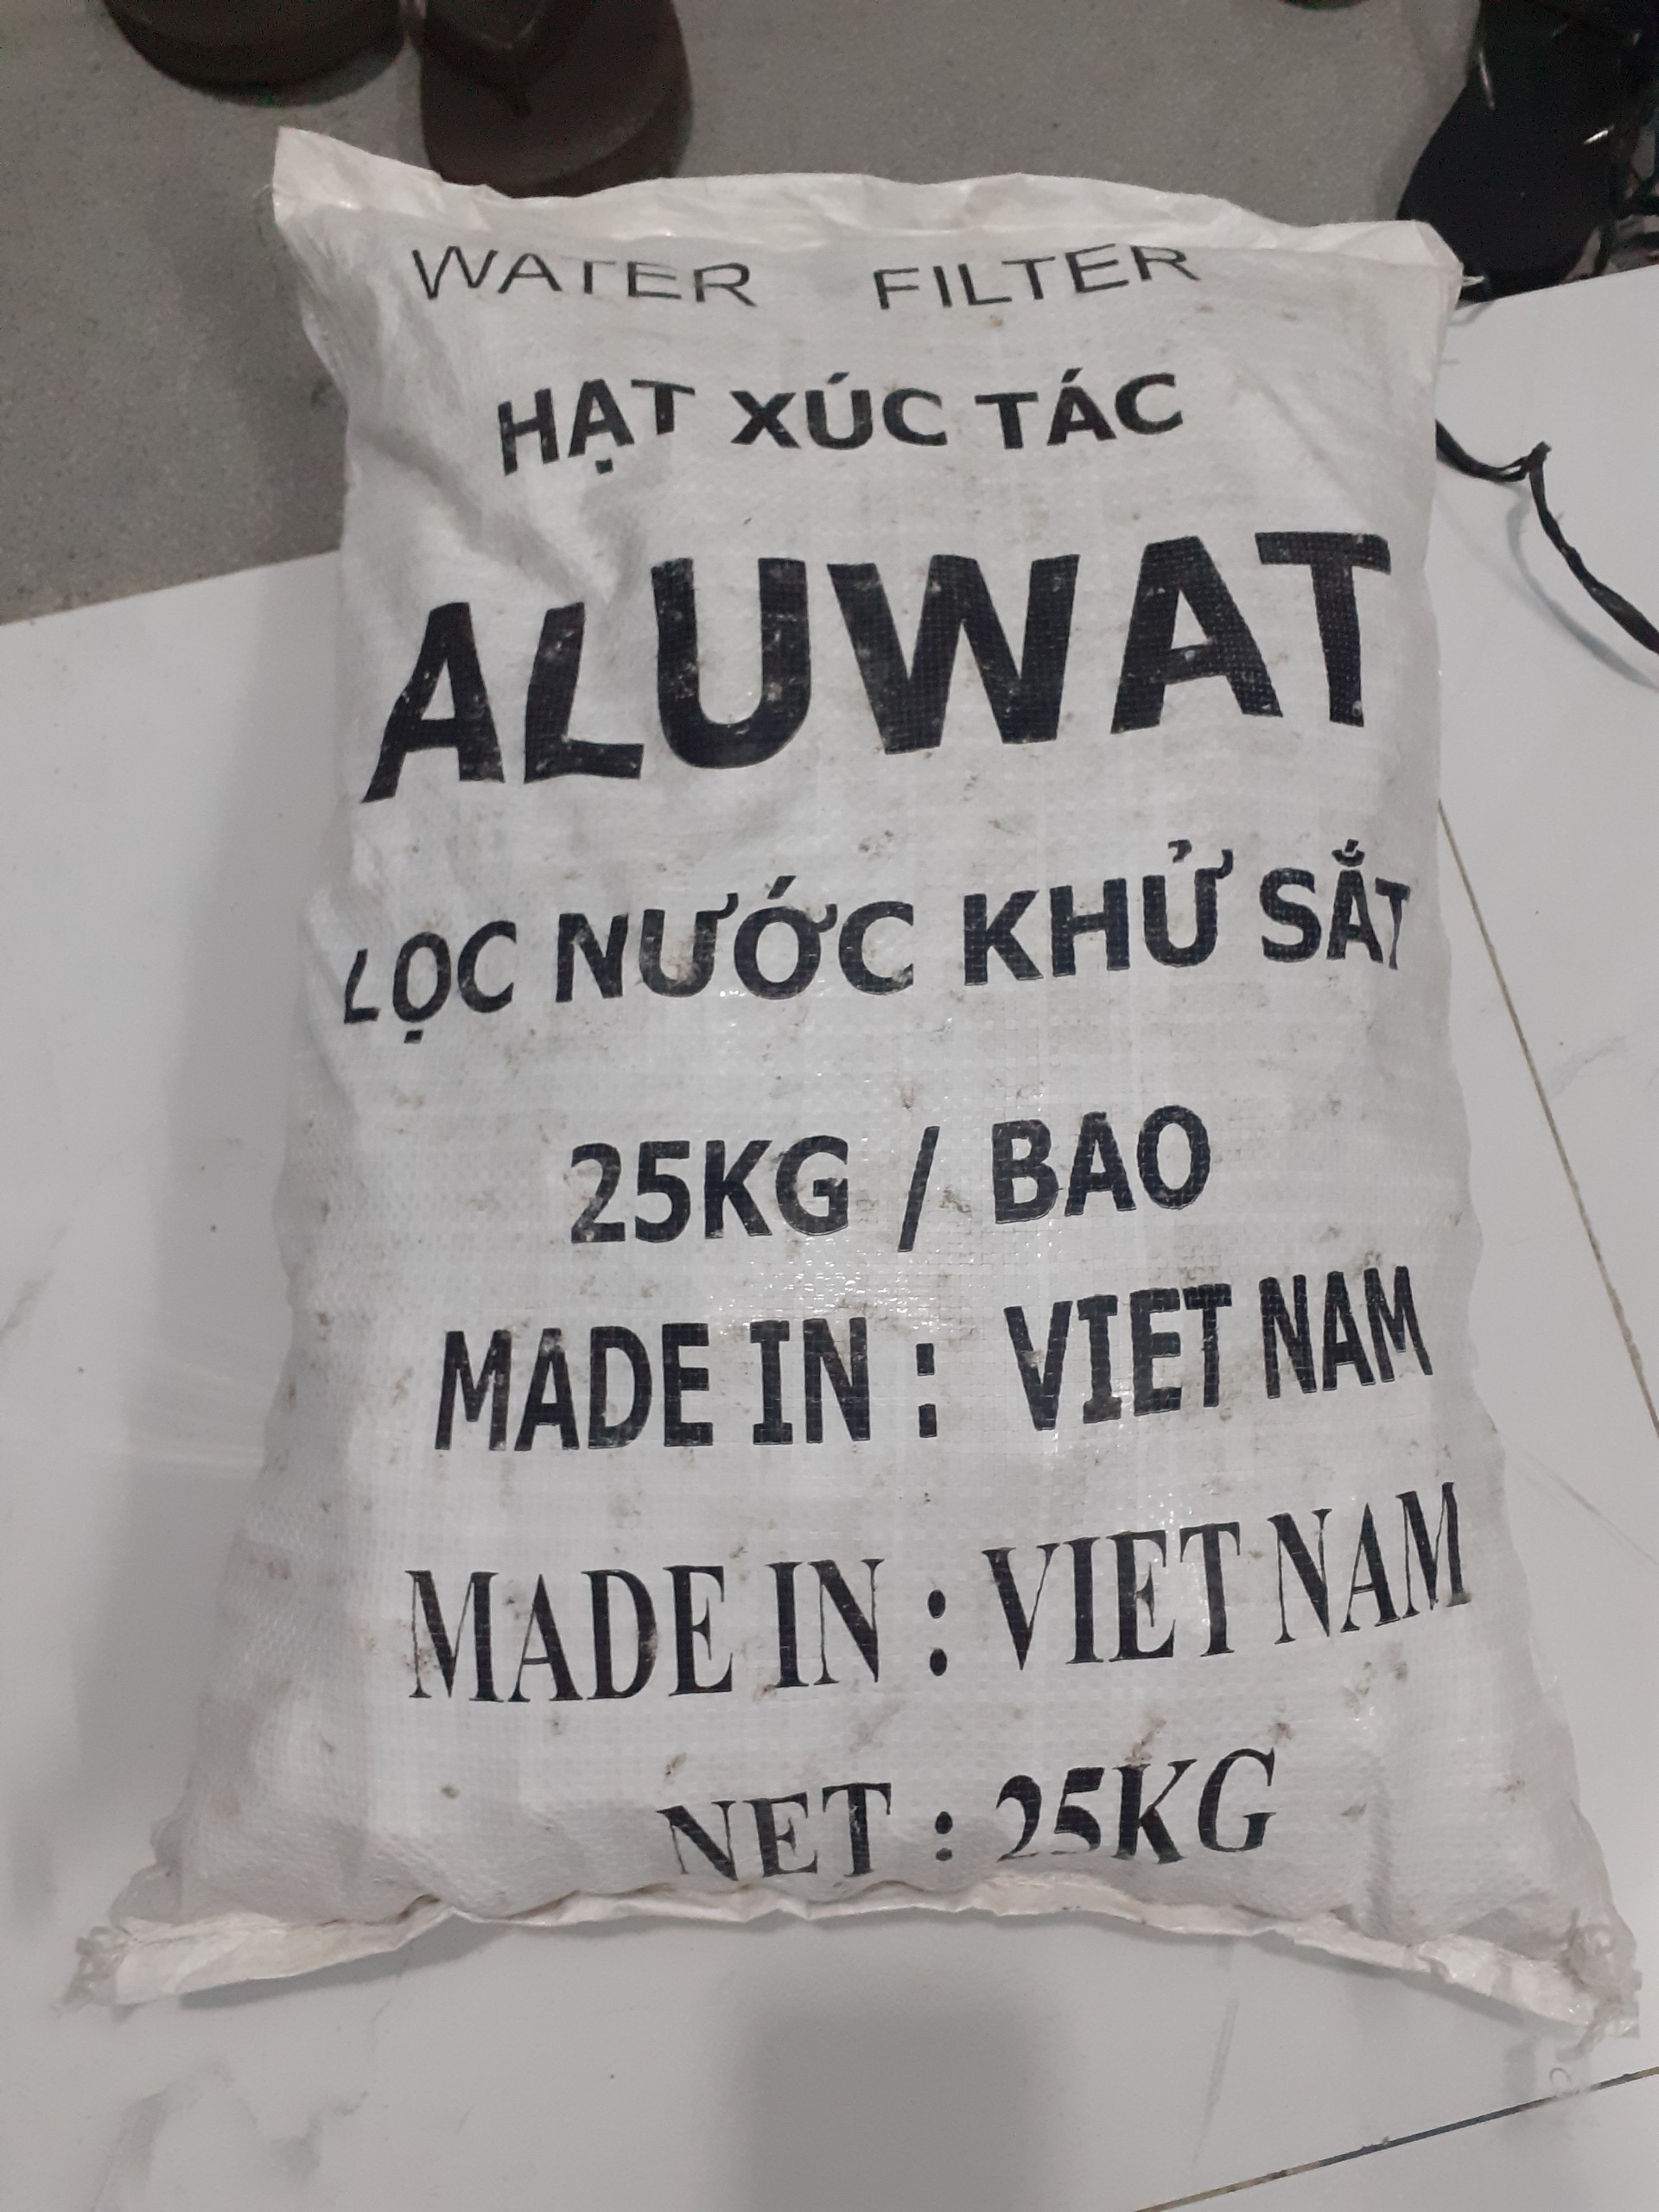 WATER FILTER
HẠT XÚC TÁC
ALUWAT
LỌC NƯỚC KHỬ SẮT
25KG / BAO
MADE IN : VIET NAM
MADE IN : VIET NAM
NET : 25KG